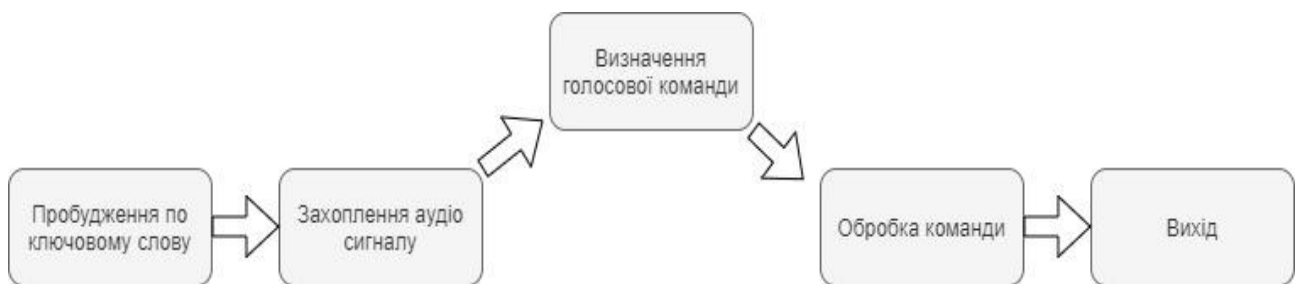 Визначення
голосової команди
Пробудження по
ключовому слову
Захоплення аудіо
сигналу
Обробка команди
Вихід